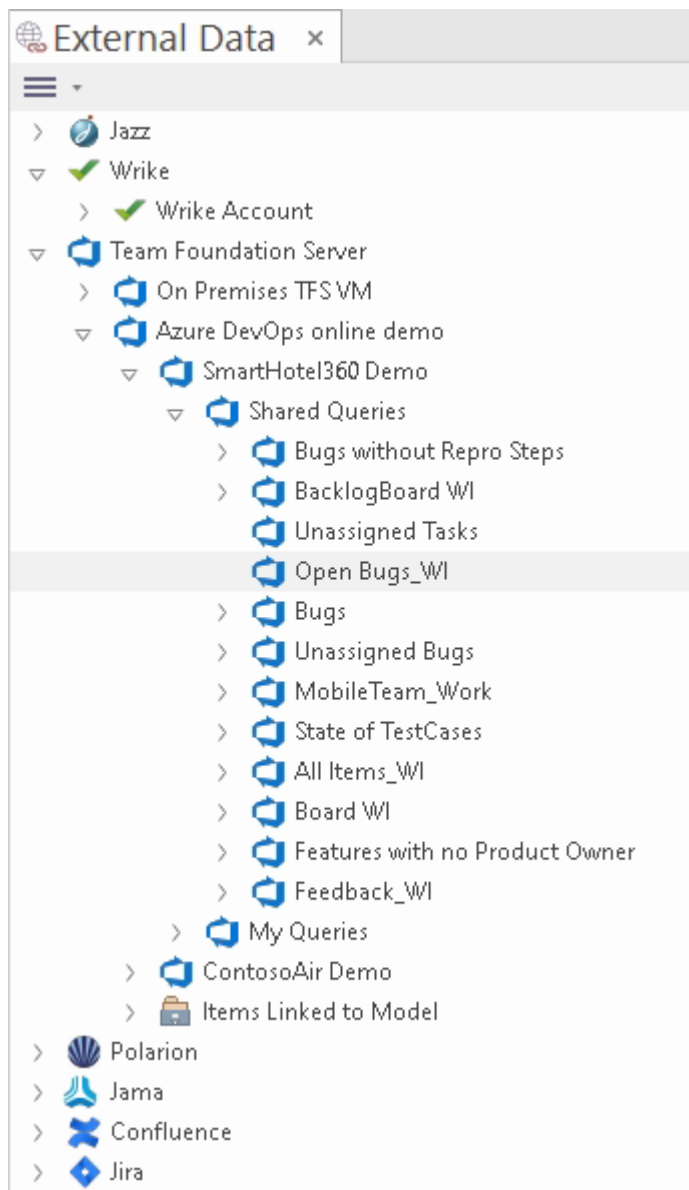 External Data
Jazz
Wrike
Wrike Account
Team Foundation Server
On Premises TFS VM
Azure DevOps online demo
SmartHotel360 Demo
Shared Queries
Bugs without Repro Steps
BacklogBoard WI
Unassigned Tasks
Open Bugs_WI
Bugs
Unassigned Bugs
MobileTeam_Work
State of TestCases
All Items_WI
Board WI
Features with no Product Owner
Feedback_WI
My Queries
ContosoAir Demo
Items Linked to Model
Polarion
Jama
Confluence
Jira